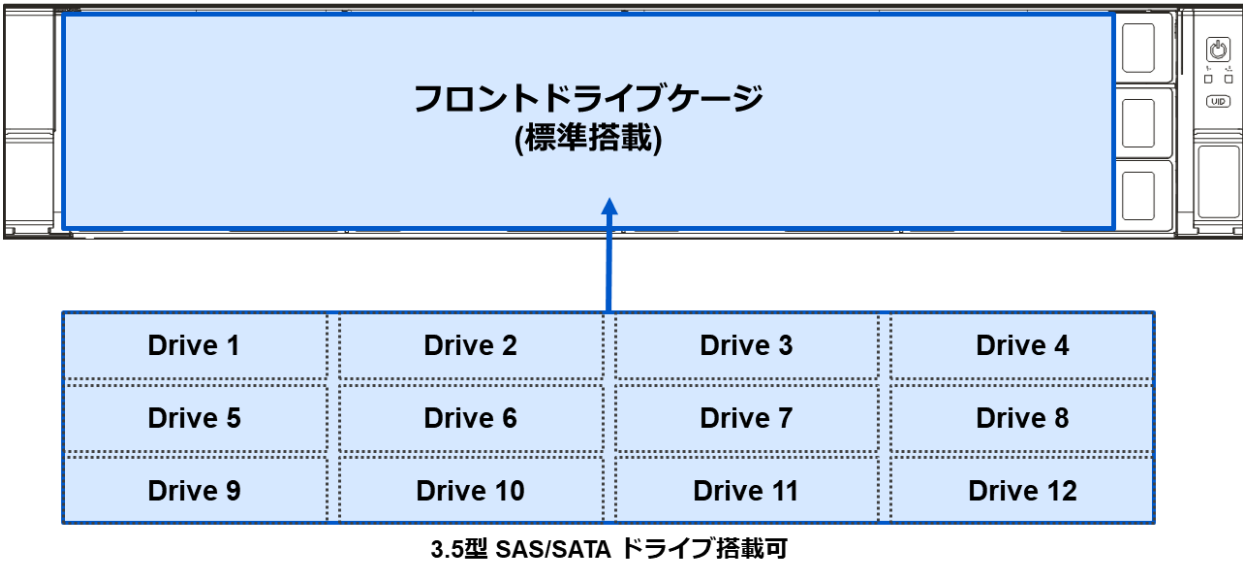 フロントドライブケージ
(標準搭載)
UID
Drive 1 Drive 2 Drive 3 Drive 4
Drive 5 Drive 6 Drive 7 Drive 8
Drive 9 Drive 10 Drive 11 Drive 12
3.5型 SAS/SATA ドライブ搭載可